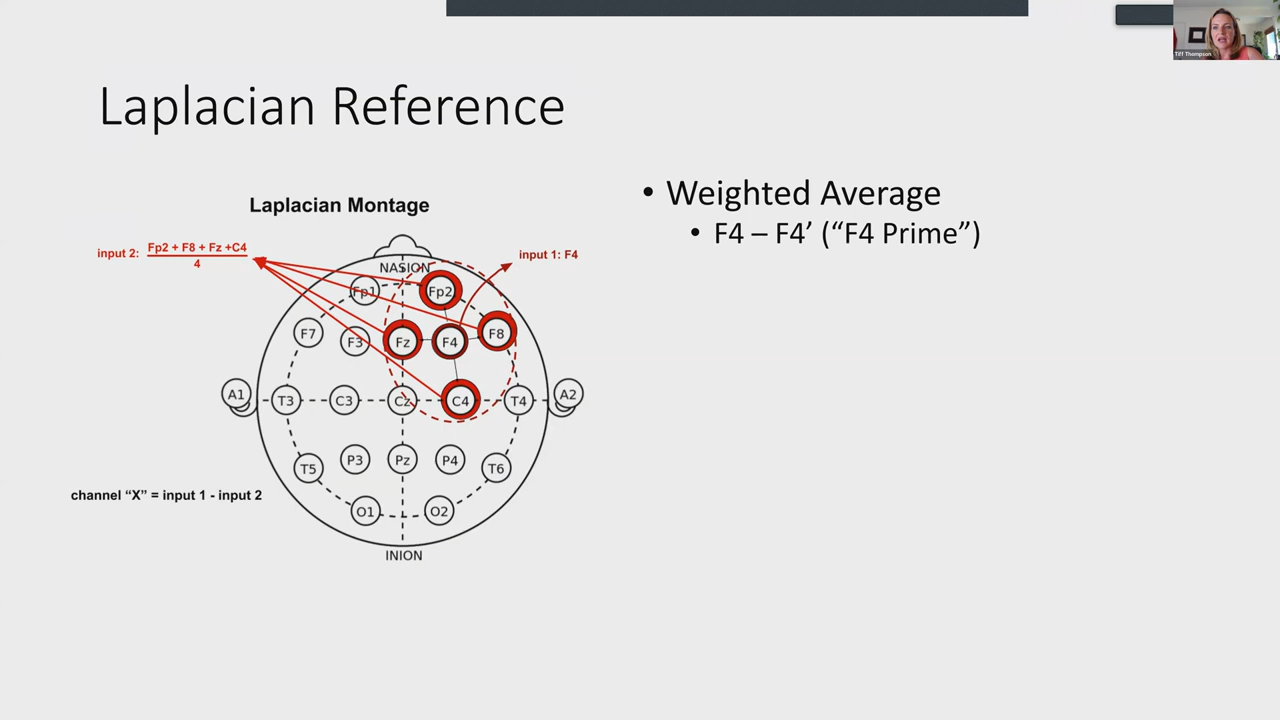 Tiff Thompson
Laplacian Reference
Laplacian Montage
input 2: Fp2 + F8 + Fz +C4
4
input 1: F4
NASION
Fp1 Fp2
F7 F3 Fz F4 F8
A1 T3 C3 Cz C4 T4 A2
T5 P3 Pz P4 T6
O1 O2
INION
channel “X” = input 1 - input 2
• Weighted Average
• F4 – F4’ (“F4 Prime”)